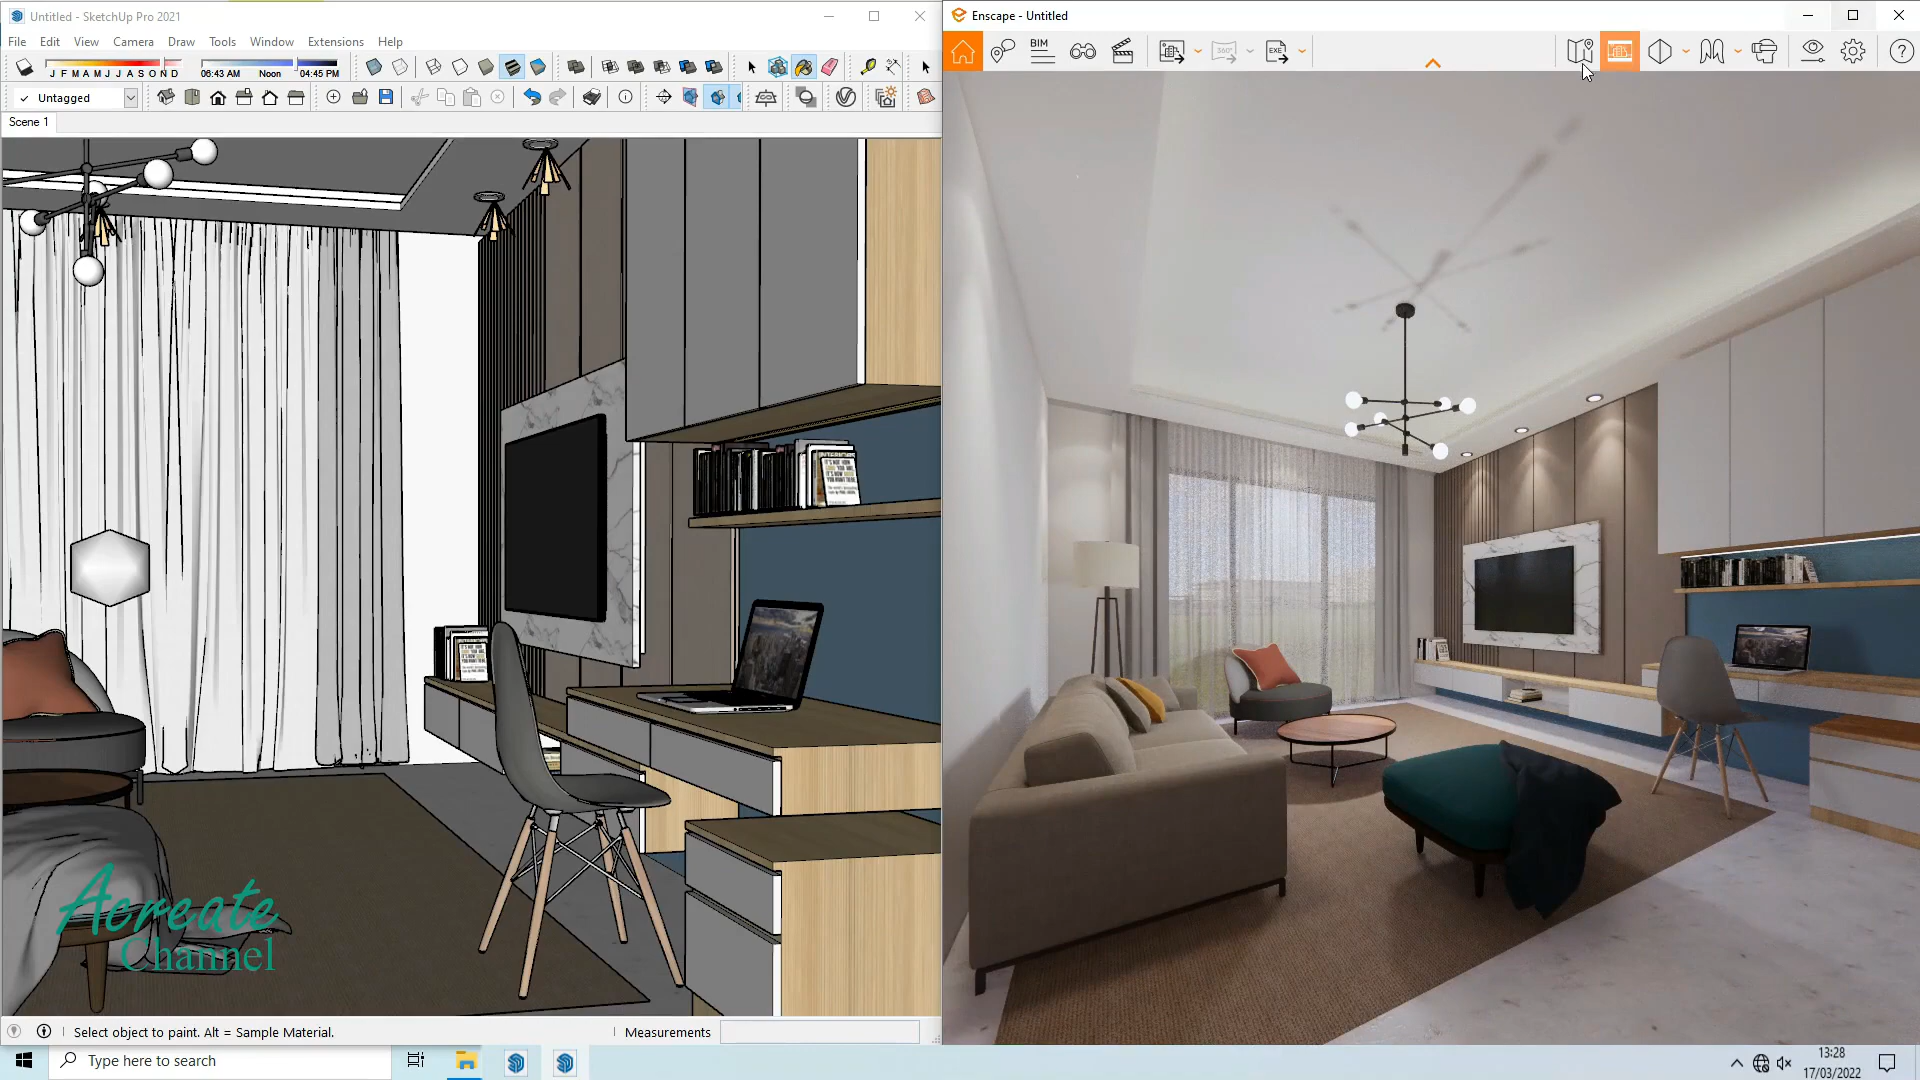 Untitled - SketchUp Pro 2021
File Edit View Camera Draw Tools Window Extensions Help
J F M A M J J A S O N D
06:43 AM Noon 04:45 PM
Untagged
Scene 1
Acreate
Channel
Select object to paint. Alt = Sample Material.
Measurements
Enscape - Untitled
BIM
360°
EXE
Type here to search
13:28
17/03/2022